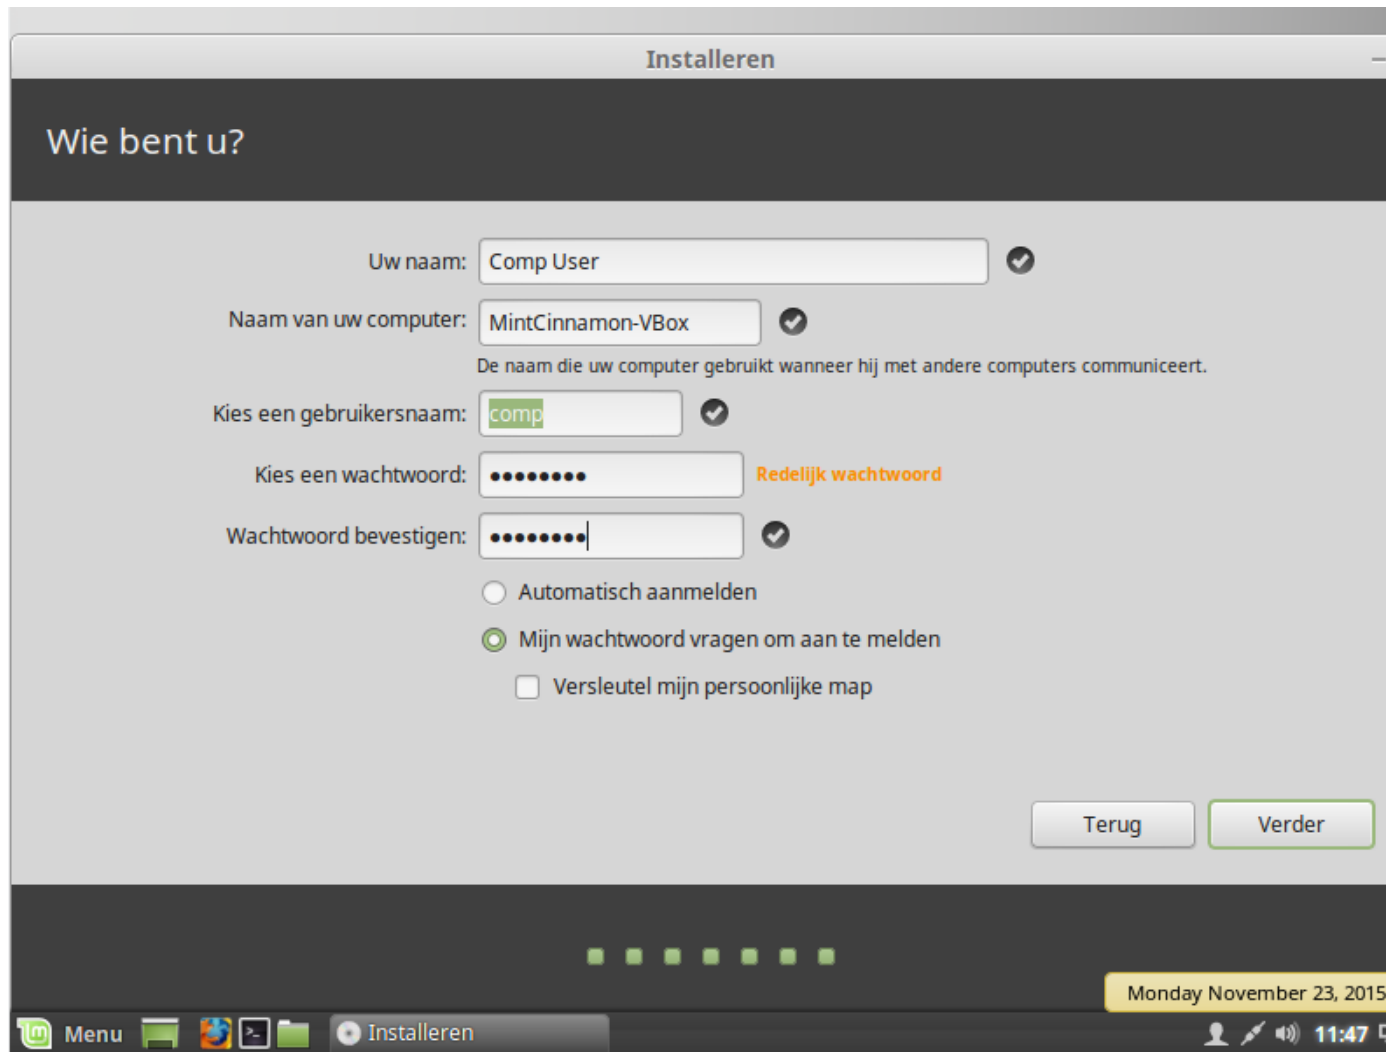 Installeren
Wie bent u?
Uw naam: Comp User
Naam van uw computer: MintCinnamon-VBox
De naam die uw computer gebruikt wanneer hij met andere computers communiceert.
Kies een gebruikersnaam: comp
Kies een wachtwoord: ●●●●●●●● Redelijk wachtwoord
Wachtwoord bevestigen: ●●●●●●●●
Automatisch aanmelden
Mijn wachtwoord vragen om aan te melden
Versleutel mijn persoonlijke map
Terug Verder
Monday November 23, 2015
Menu Installeren 11:47